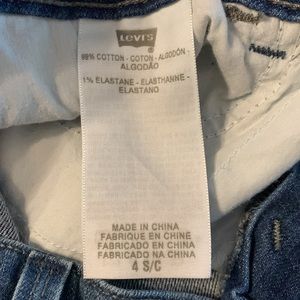 LEVI'S
®
99% COTTON - COTON - ALGODÓN -
ALGODÃO
1% ELASTANE - ELASTHANNE -
ELASTANO
MADE IN CHINA
FABRIQUE EN CHINE
FABRICADO EN CHINA
FABRICADO NA CHINA
4 S/C